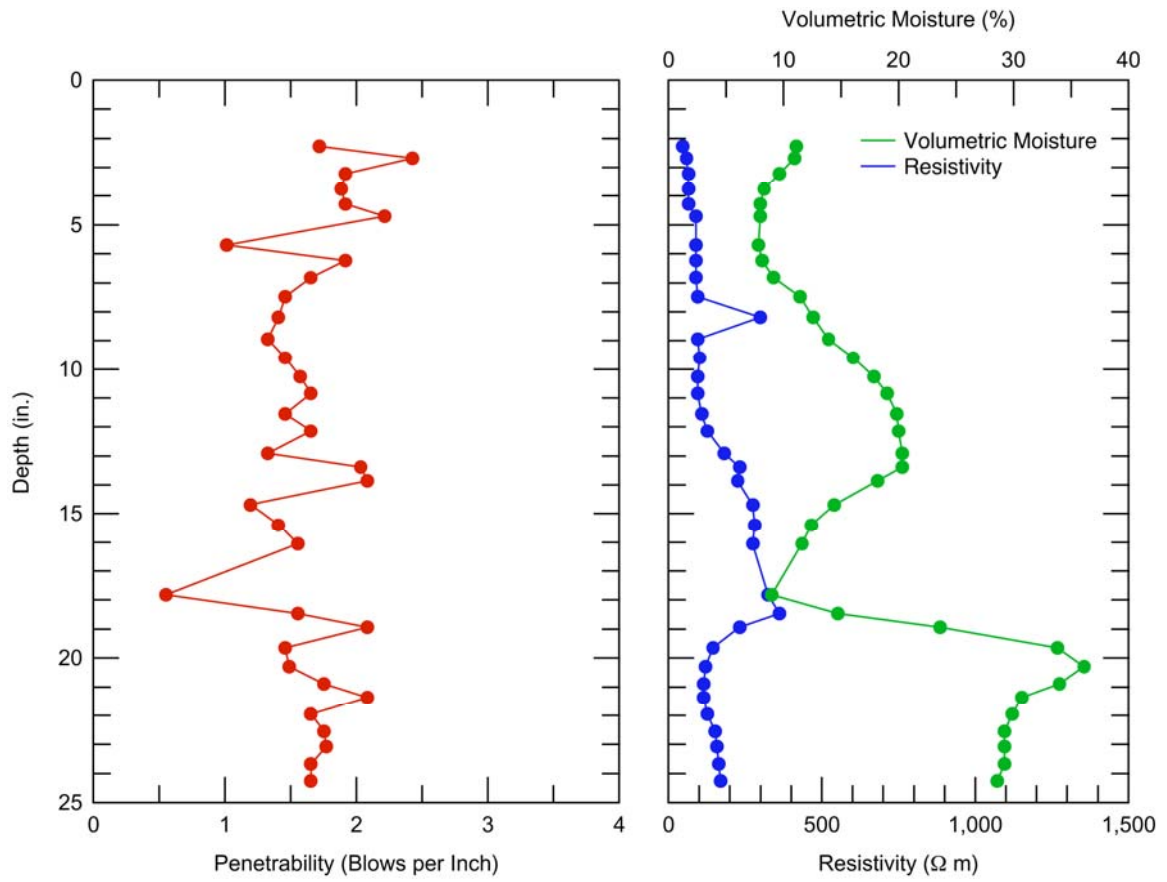 Volumetric Moisture (%)
0 10 20 30 40
0
5
10
15
20
25
Depth (in.)
0 1 2 3 4
Penetrability (Blows per Inch)
Volumetric Moisture
Resistivity
0 500 1,000 1,500
Resistivity (Ω m)